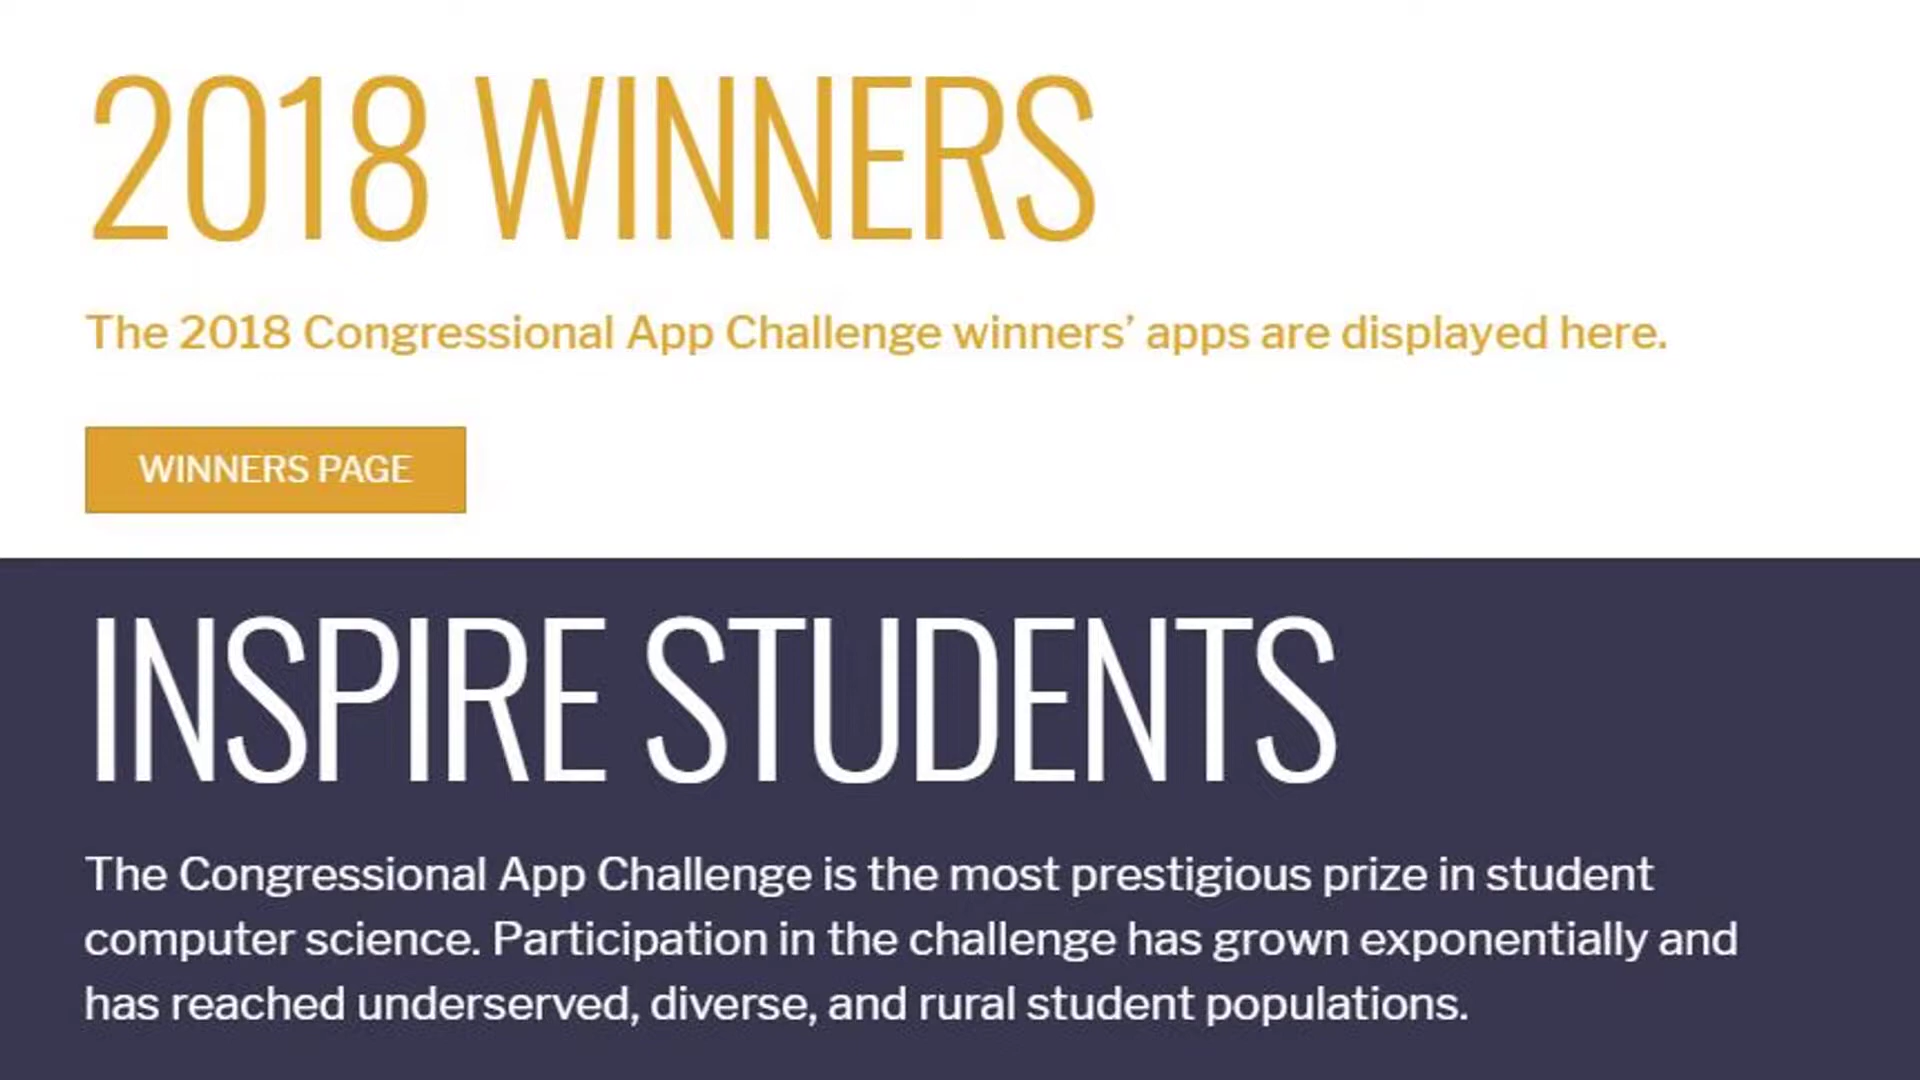 2018 WINNERS
The 2018 Congressional App Challenge winners’ apps are displayed here.
WINNERS PAGE
INSPIRE STUDENTS
The Congressional App Challenge is the most prestigious prize in student
computer science. Participation in the challenge has grown exponentially and
has reached underserved, diverse, and rural student populations.